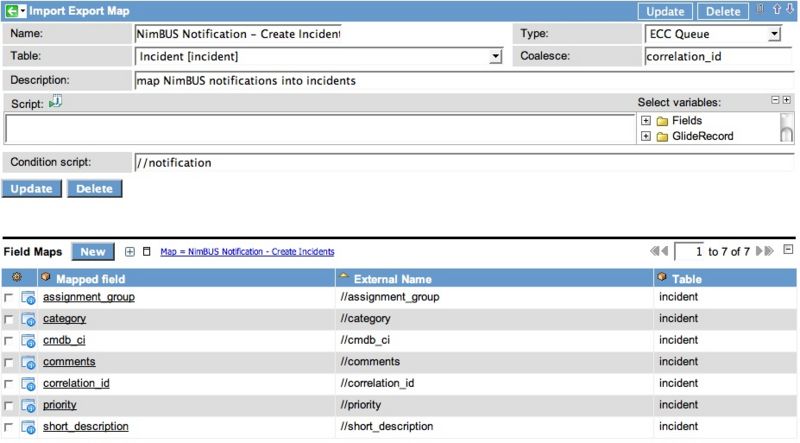 Import Export Map Update Delete
Name: NimBUS Notification - Create Inciden Type: ECC Queue
Table: Incident [incident] Coalesce: correlation_id
Description: map NimBUS notifications into incidents
Script: Select variables:
Fields
GlideRecord
Condition script: //notification
Update Delete
Field Maps New Map = NimBUS Notification - Create Incidents 1 to 7 of 7
Mapped field External Name Table
assignment_group //assignment_group incident
category //category incident
cmdb_ci //cmdb_ci incident
comments //comments incident
correlation_id //correlation_id incident
priority //priority incident
short_description //short_description incident